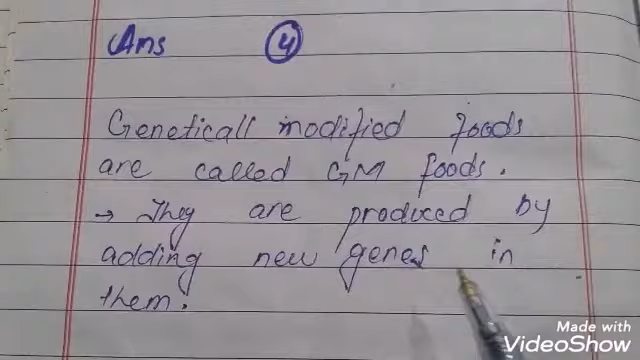 Ans 4
Geneticall modified foods
are called GM foods.
→ They are produced by
adding new genes in
them.
Made with
VideoShow